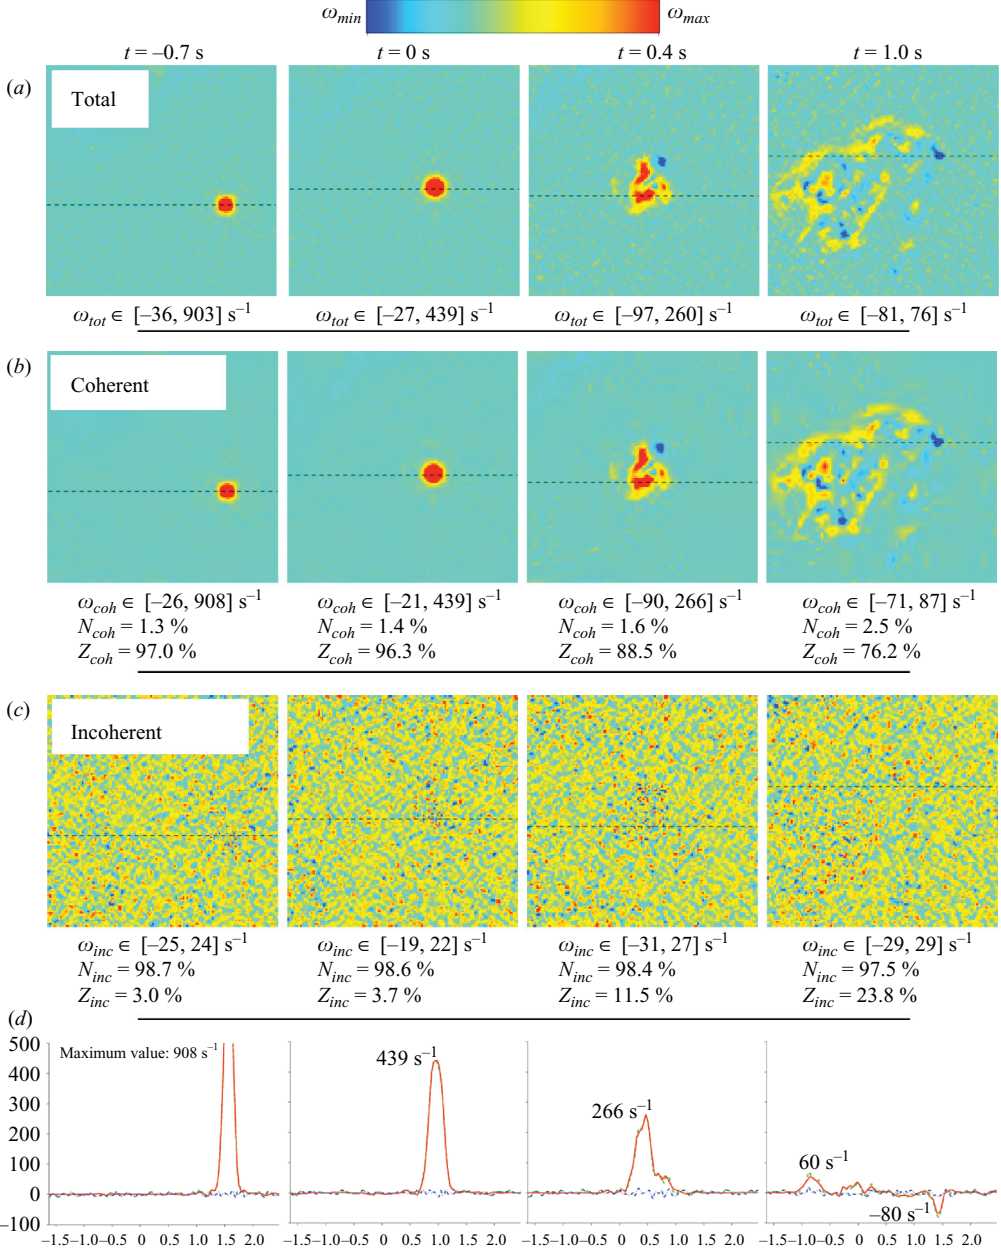 ω_min ω_max
t = –0.7 s t = 0 s t = 0.4 s t = 1.0 s
(a) Total
ω_tot ∈ [–36, 903] s⁻¹ ω_tot ∈ [–27, 439] s⁻¹ ω_tot ∈ [–97, 260] s⁻¹ ω_tot ∈ [–81, 76] s⁻¹
(b) Coherent
ω_coh ∈ [–26, 908] s⁻¹ ω_coh ∈ [–21, 439] s⁻¹ ω_coh ∈ [–90, 266] s⁻¹ ω_coh ∈ [–71, 87] s⁻¹
N_coh = 1.3 % N_coh = 1.4 % N_coh = 1.6 % N_coh = 2.5 %
Z_coh = 97.0 % Z_coh = 96.3 % Z_coh = 88.5 % Z_coh = 76.2 %
(c) Incoherent
ω_inc ∈ [–25, 24] s⁻¹ ω_inc ∈ [–19, 22] s⁻¹ ω_inc ∈ [–31, 27] s⁻¹ ω_inc ∈ [–29, 29] s⁻¹
N_inc = 98.7 % N_inc = 98.6 % N_inc = 98.4 % N_inc = 97.5 %
Z_inc = 3.0 % Z_inc = 3.7 % Z_inc = 11.5 % Z_inc = 23.8 %
(d)
500 Maximum value: 908 s⁻¹ 439 s⁻¹
400
300 266 s⁻¹
200
100 60 s⁻¹
0
–80 s⁻¹
–100
–1.5 –1.0 –0.5 0 0.5 1.0 1.5 2.0 –1.5 –1.0 –0.5 0 0.5 1.0 1.5 2.0 –1.5 –1.0 –0.5 0 0.5 1.0 1.5 2.0 –1.5 –1.0 –0.5 0 0.5 1.0 1.5 2.0